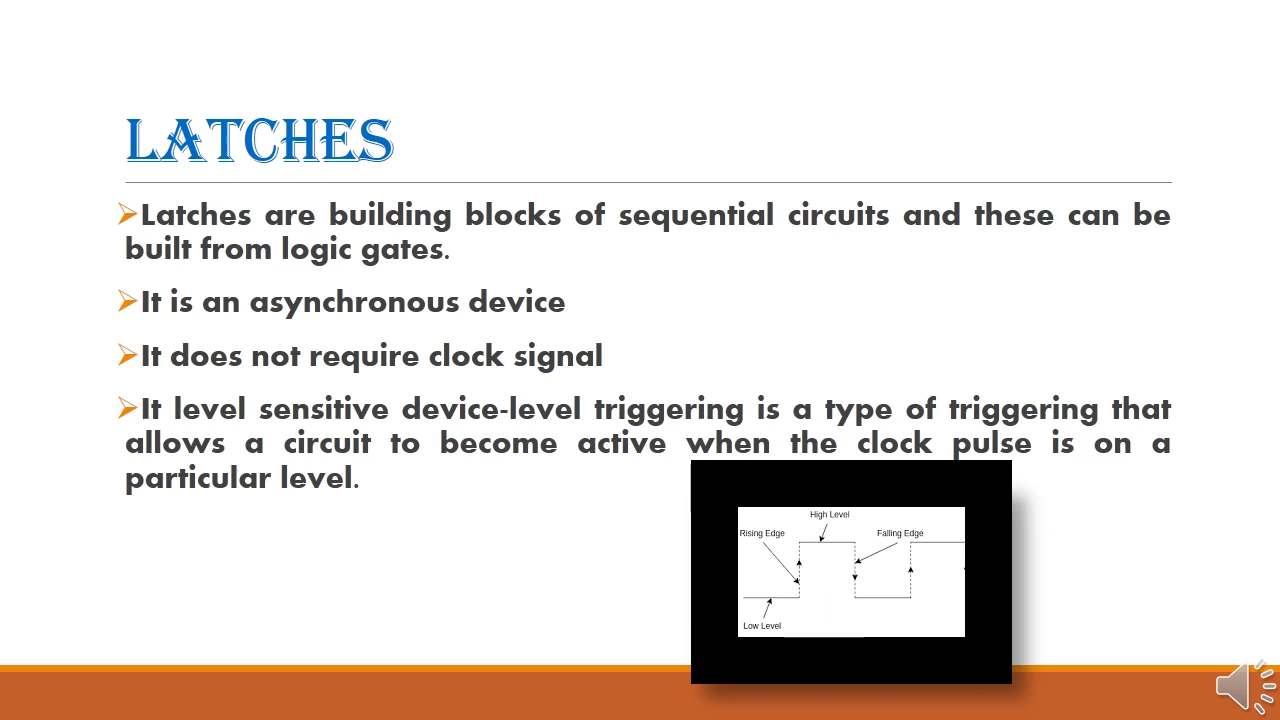 LATCHES
➢Latches are building blocks of sequential circuits and these can be
built from logic gates.
➢It is an asynchronous device
➢It does not require clock signal
➢It level sensitive device-level triggering is a type of triggering that
allows a circuit to become active when the clock pulse is on a
particular level.
High Level
Rising Edge
Falling Edge
Low Level